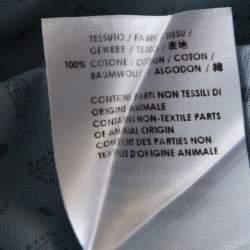 TESSUTO / FABRIC / TISSU /
GEWEBE / TEJIDO / 表地
100% COTONE / COTTON / COTON /
BAUMWOLLE / ALGODON / 綿
CONTIENE PARTI NON TESSILI DI
ORIGINE ANIMALE
CONTAINS NON-TEXTILE PARTS
OF ANIMAL ORIGIN
CONTIENT DES PARTIES NON
TEXTILES D'ORIGINE ANIMALE